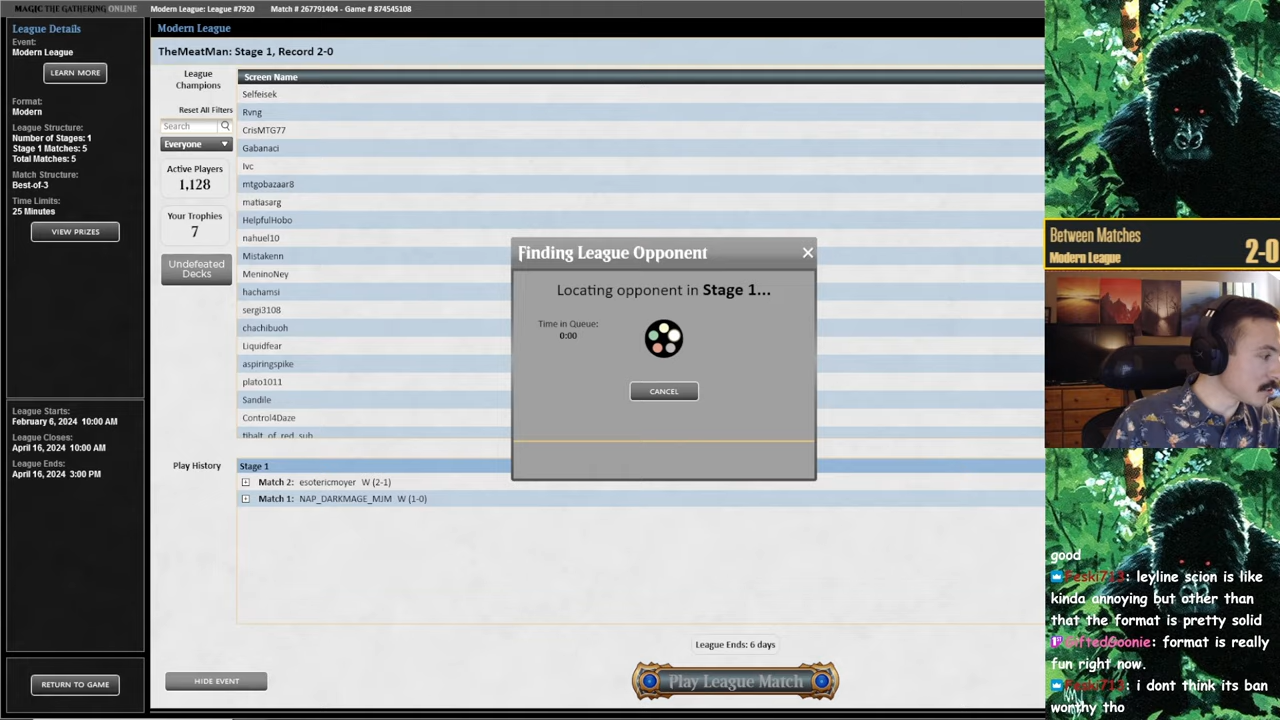 MAGIC THE GATHERING ONLINE
Modern League: League #7920
Match # 267791404 - Game # 874545108
League Details
Event:
Modern League
LEARN MORE
Format:
Modern
League Structure:
Number of Stages: 1
Stage 1 Matches: 5
Total Matches: 5
Match Structure:
Best-of-3
Time Limits:
25 Minutes
VIEW PRIZES
League Starts:
February 6, 2024 10:00 AM
League Closes:
April 16, 2024 10:00 AM
League Ends:
April 16, 2024 3:00 PM
RETURN TO GAME
Modern League
TheMeatMan: Stage 1, Record 2-0
League
Champions
Reset All Filters
Search
Everyone
Active Players
1,128
Your Trophies
7
Undefeated
Decks
Screen Name
Selfeisek
Rvng
CrisMTG77
Gabanaci
lvc
mtgobazaar8
matiasarg
HelpfulHobo
nahuel10
Mistakenn
MeninoNey
hachamsi
sergi3108
chachibuoh
Liquidfear
aspiringspike
plato1011
Sandile
Control4Daze
tibalt_of_red_sub
Finding League Opponent
Locating opponent in Stage 1...
Time in Queue:
0:00
CANCEL
Play History
Stage 1
Match 2: esotericmoyer W (2-1)
Match 1: NAP_DARKMAGE_MJM W (1-0)
League Ends: 6 days
HIDE EVENT
Play League Match
Between Matches
Modern League
2-0
good
Feski713: leyline scion is like
kinda annoying but other than
that the format is pretty solid
GiftedGoonie: format is really
fun right now.
Feski713: i dont think its ban
worthy tho